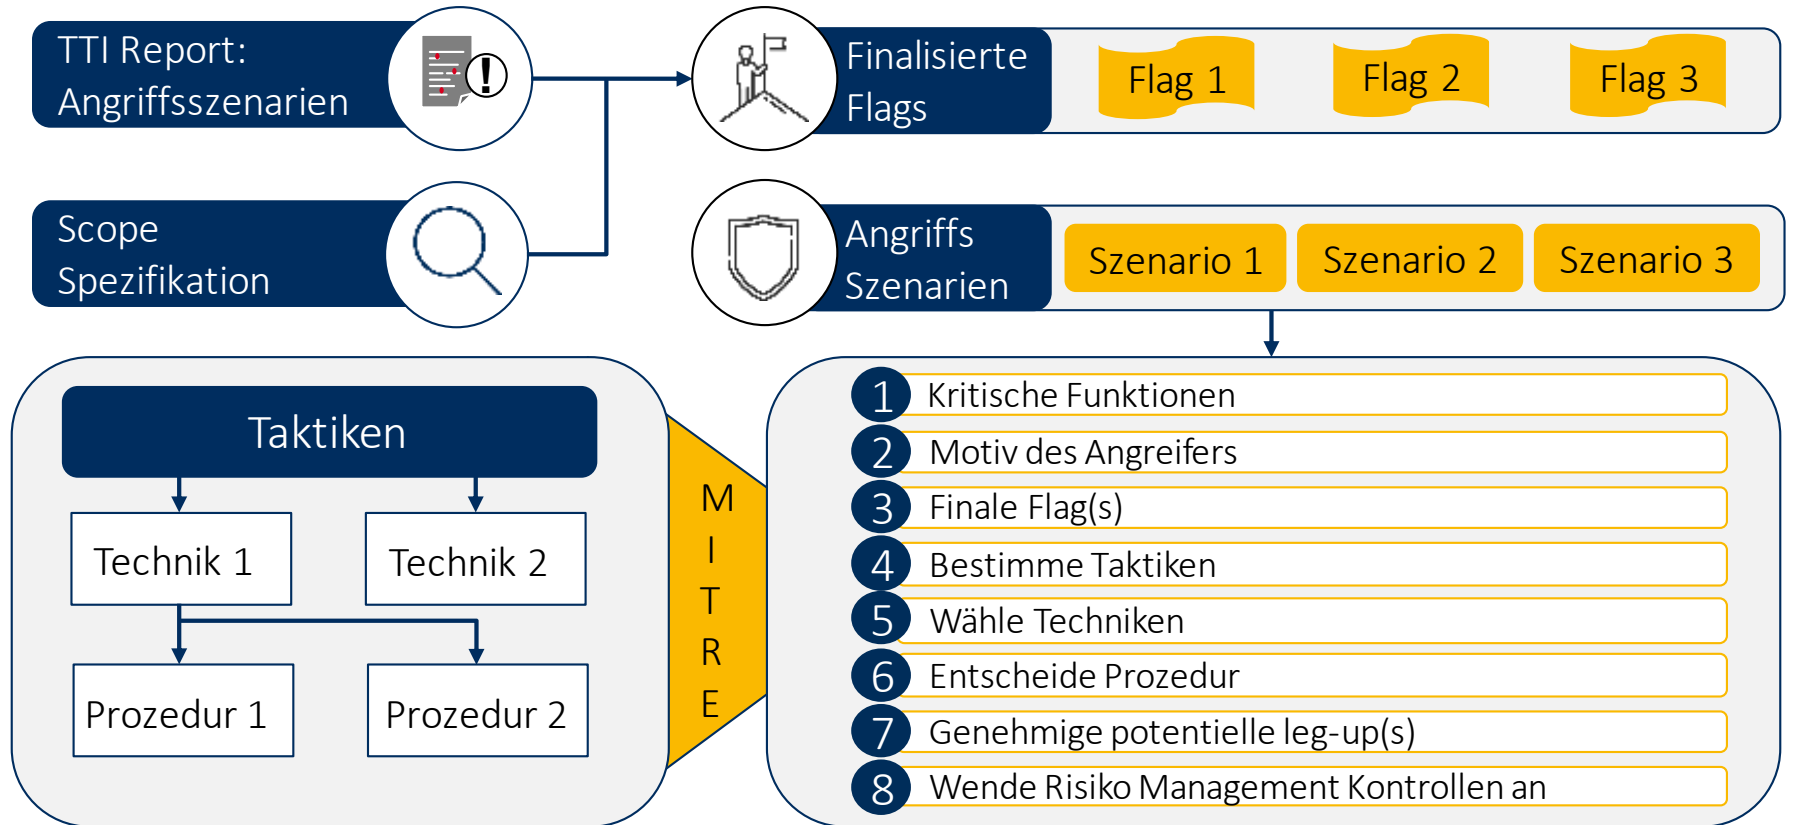 TTI Report:
Angriffsszenarien
Finalisierte
Flags
Flag 1
Flag 2
Flag 3
Scope
Spezifikation
Angriffs
Szenarien
Szenario 1
Szenario 2
Szenario 3
Taktiken
Technik 1
Technik 2
Prozedur 1
Prozedur 2
M
I
T
R
E
1 Kritische Funktionen
2 Motiv des Angreifers
3 Finale Flag(s)
4 Bestimme Taktiken
5 Wähle Techniken
6 Entscheide Prozedur
7 Genehmige potentielle leg-up(s)
8 Wende Risiko Management Kontrollen an